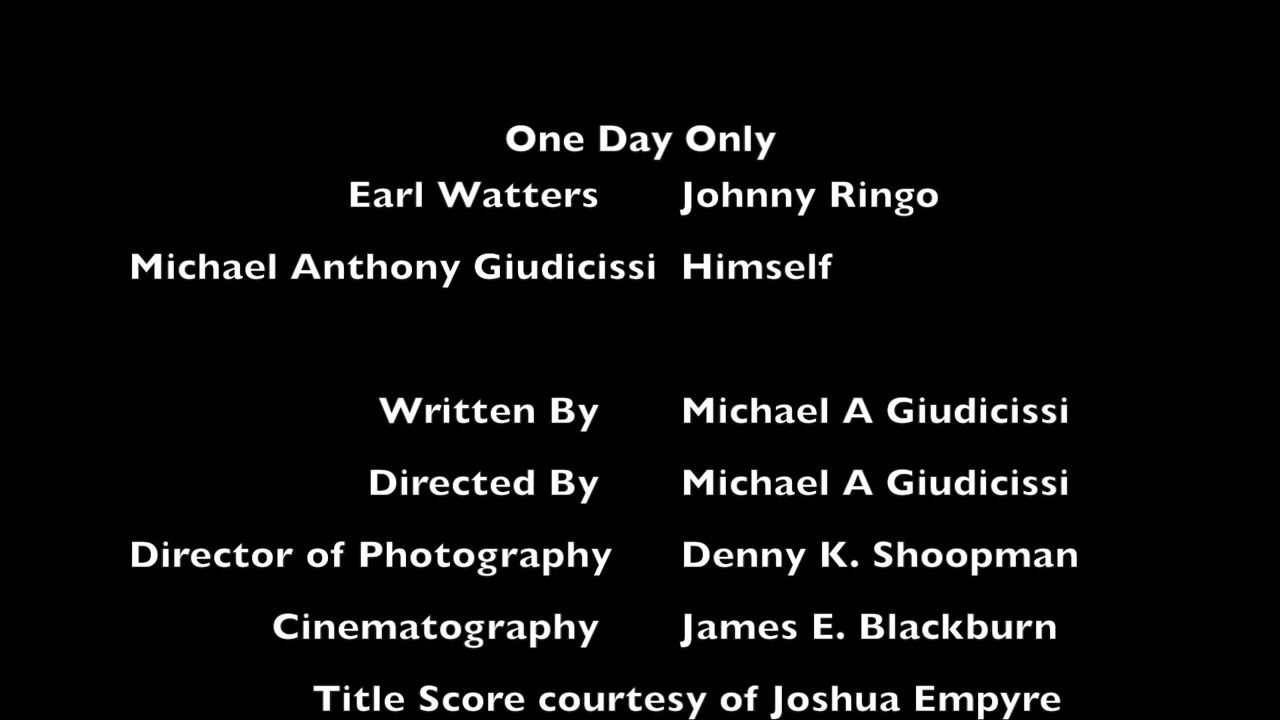 One Day Only
Earl Watters Johnny Ringo
Michael Anthony Giudicissi Himself
Written By Michael A Giudicissi
Directed By Michael A Giudicissi
Director of Photography Denny K. Shoopman
Cinematography James E. Blackburn
Title Score courtesy of Joshua Empyre